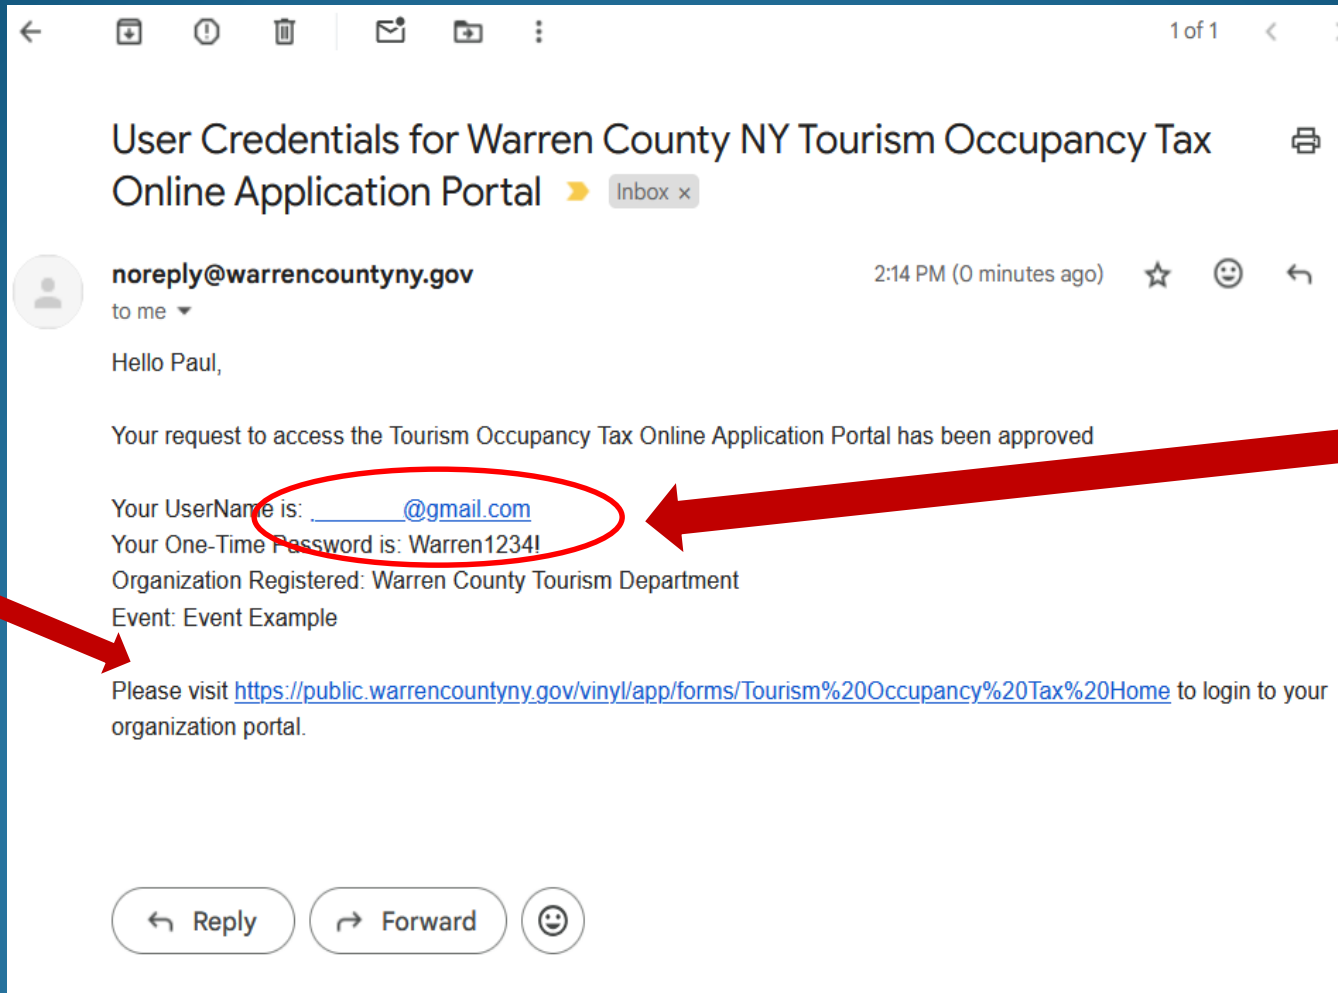 1 of 1
User Credentials for Warren County NY Tourism Occupancy Tax
Online Application Portal Inbox ×
noreply@warrencountyny.gov 2:14 PM (0 minutes ago)
to me
Hello Paul,
Your request to access the Tourism Occupancy Tax Online Application Portal has been approved
Your UserName is: @gmail.com
Your One-Time Password is: Warren1234!
Organization Registered: Warren County Tourism Department
Event: Event Example
Please visit https://public.warrencountyny.gov/vinyl/app/forms/Tourism%20Occupancy%20Tax%20Home to login to your
organization portal.
Reply Forward